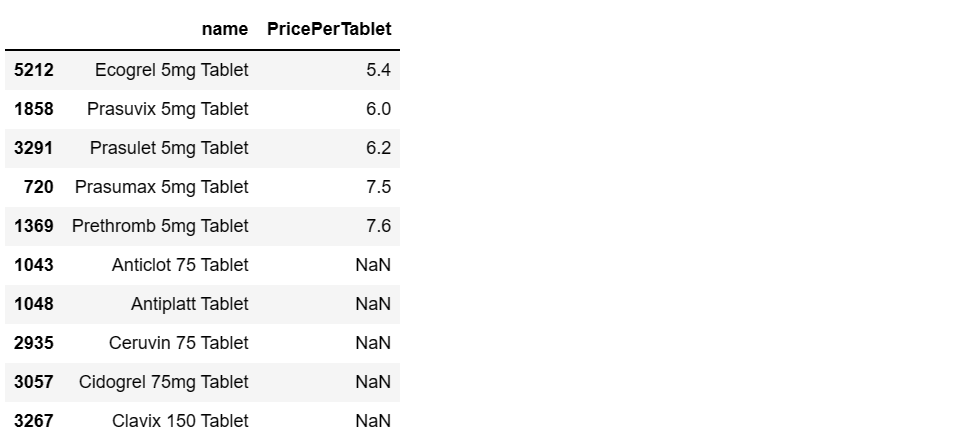 name PricePerTablet
5212 Ecogrel 5mg Tablet 5.4
1858 Prasuvix 5mg Tablet 6.0
3291 Prasulet 5mg Tablet 6.2
720 Prasumax 5mg Tablet 7.5
1369 Prethromb 5mg Tablet 7.6
1043 Anticlot 75 Tablet NaN
1048 Antiplatt Tablet NaN
2935 Ceruvin 75 Tablet NaN
3057 Cidogrel 75mg Tablet NaN
3267 Clavix 150 Tablet NaN